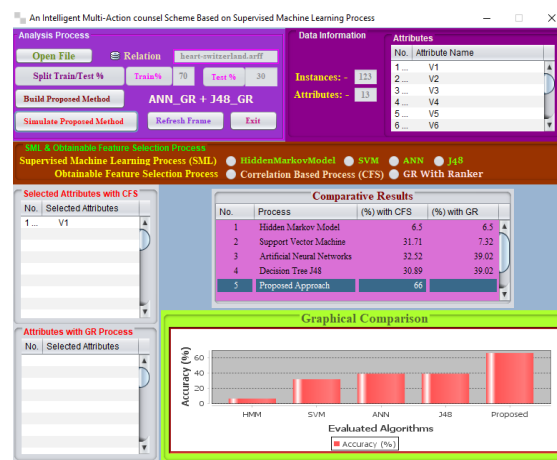 An Intelligent Multi-Action counsel Scheme Based on Supervised Machine Learning Process
Analysis Process
Open File
Relation
heart-switzerland.arff
Split Train/Test %
Train%
70
Test %
30
Build Proposed Method
ANN_GR + J48_GR
Simulate Proposed Method
Refresh Frame
Exit
Data Information
Instances: - 123
Attributes: - 13
Attributes
No. Attribute Name
1 ... V1
2 ... V2
3 ... V3
4 ... V4
5 ... V5
6 ... V6
SML & Obtainable Feature Selection Process
Supervised Machine Learning Process (SML) HiddenMarkovModel SVM ANN J48
Obtainable Feature Selection Process Correlation Based Process (CFS) GR With Ranker
Selected Attributes with CFS
No. Selected Attributes
1 ... V1
Attributes with GR Process
No. Selected Attributes
Comparative Results
No. Process (%) with CFS (%) with GR
1 Hidden Markov Model 6.5 6.5
2 Support Vector Machine 31.71 7.32
3 Artificial Neural Networks 32.52 39.02
4 Decision Tree J48 30.89 39.02
5 Proposed Approach 66
Graphical Comparison
Accuracy (%)
60
40
20
0
HMM SVM ANN J48 Proposed
Evaluated Algorithms
Accuracy (%)